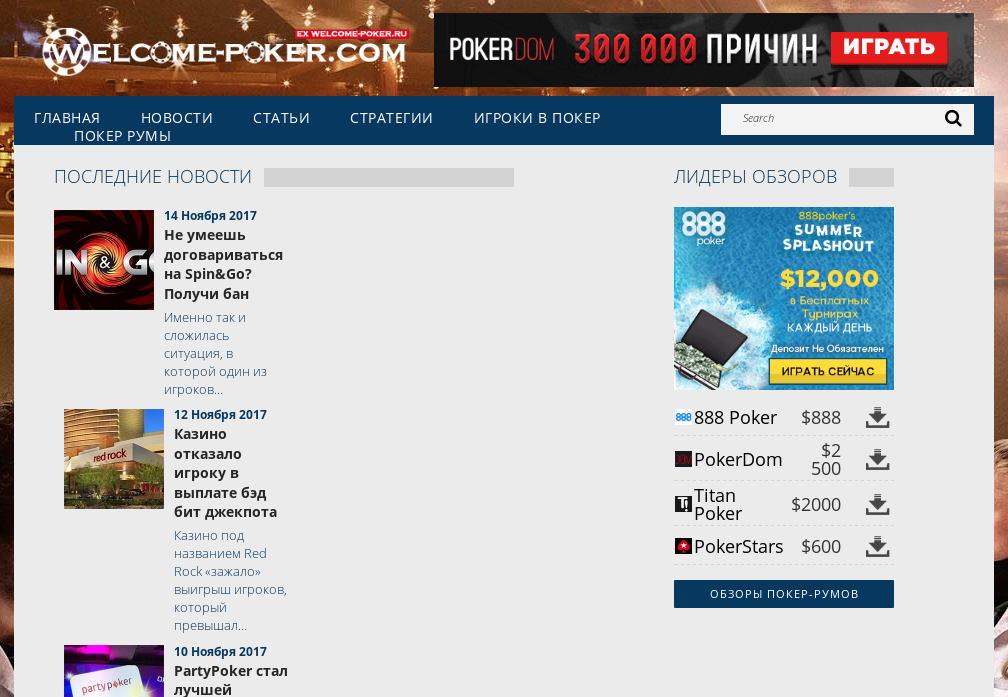 EX WELCOME-POKER.RU
WELCOME-POKER.COM
POKERDOM 300 000 ПРИЧИН ИГРАТЬ
ГЛАВНАЯ НОВОСТИ СТАТЬИ СТРАТЕГИИ ИГРОКИ В ПОКЕР
ПОКЕР РУМЫ
Search
ПОСЛЕДНИЕ НОВОСТИ
IN & GO
14 Ноября 2017
Не умеешь
договариваться
на Spin&Go?
Получи бан
Именно так и
сложилась
ситуация, в
которой один из
игроков...
red rock
12 Ноября 2017
Казино
отказало
игроку в
выплате бэд
бит джекпота
Казино под
названием Red
Rock «зажало»
выигрыш игроков,
который
превышал...
partypoker
10 Ноября 2017
PartyPoker стал
лучшей
ЛИДЕРЫ ОБЗОРОВ
888
poker
888poker's
SUMMER
SPLASHOUT
$12,000
в Бесплатных
Турнирах
КАЖДЫЙ ДЕНЬ
Депозит Не Обязателен
ИГРАТЬ СЕЙЧАС
888 888 Poker $888
PokerDom $2
500
Titan
Poker $2000
PokerStars $600
ОБЗОРЫ ПОКЕР-РУМОВ